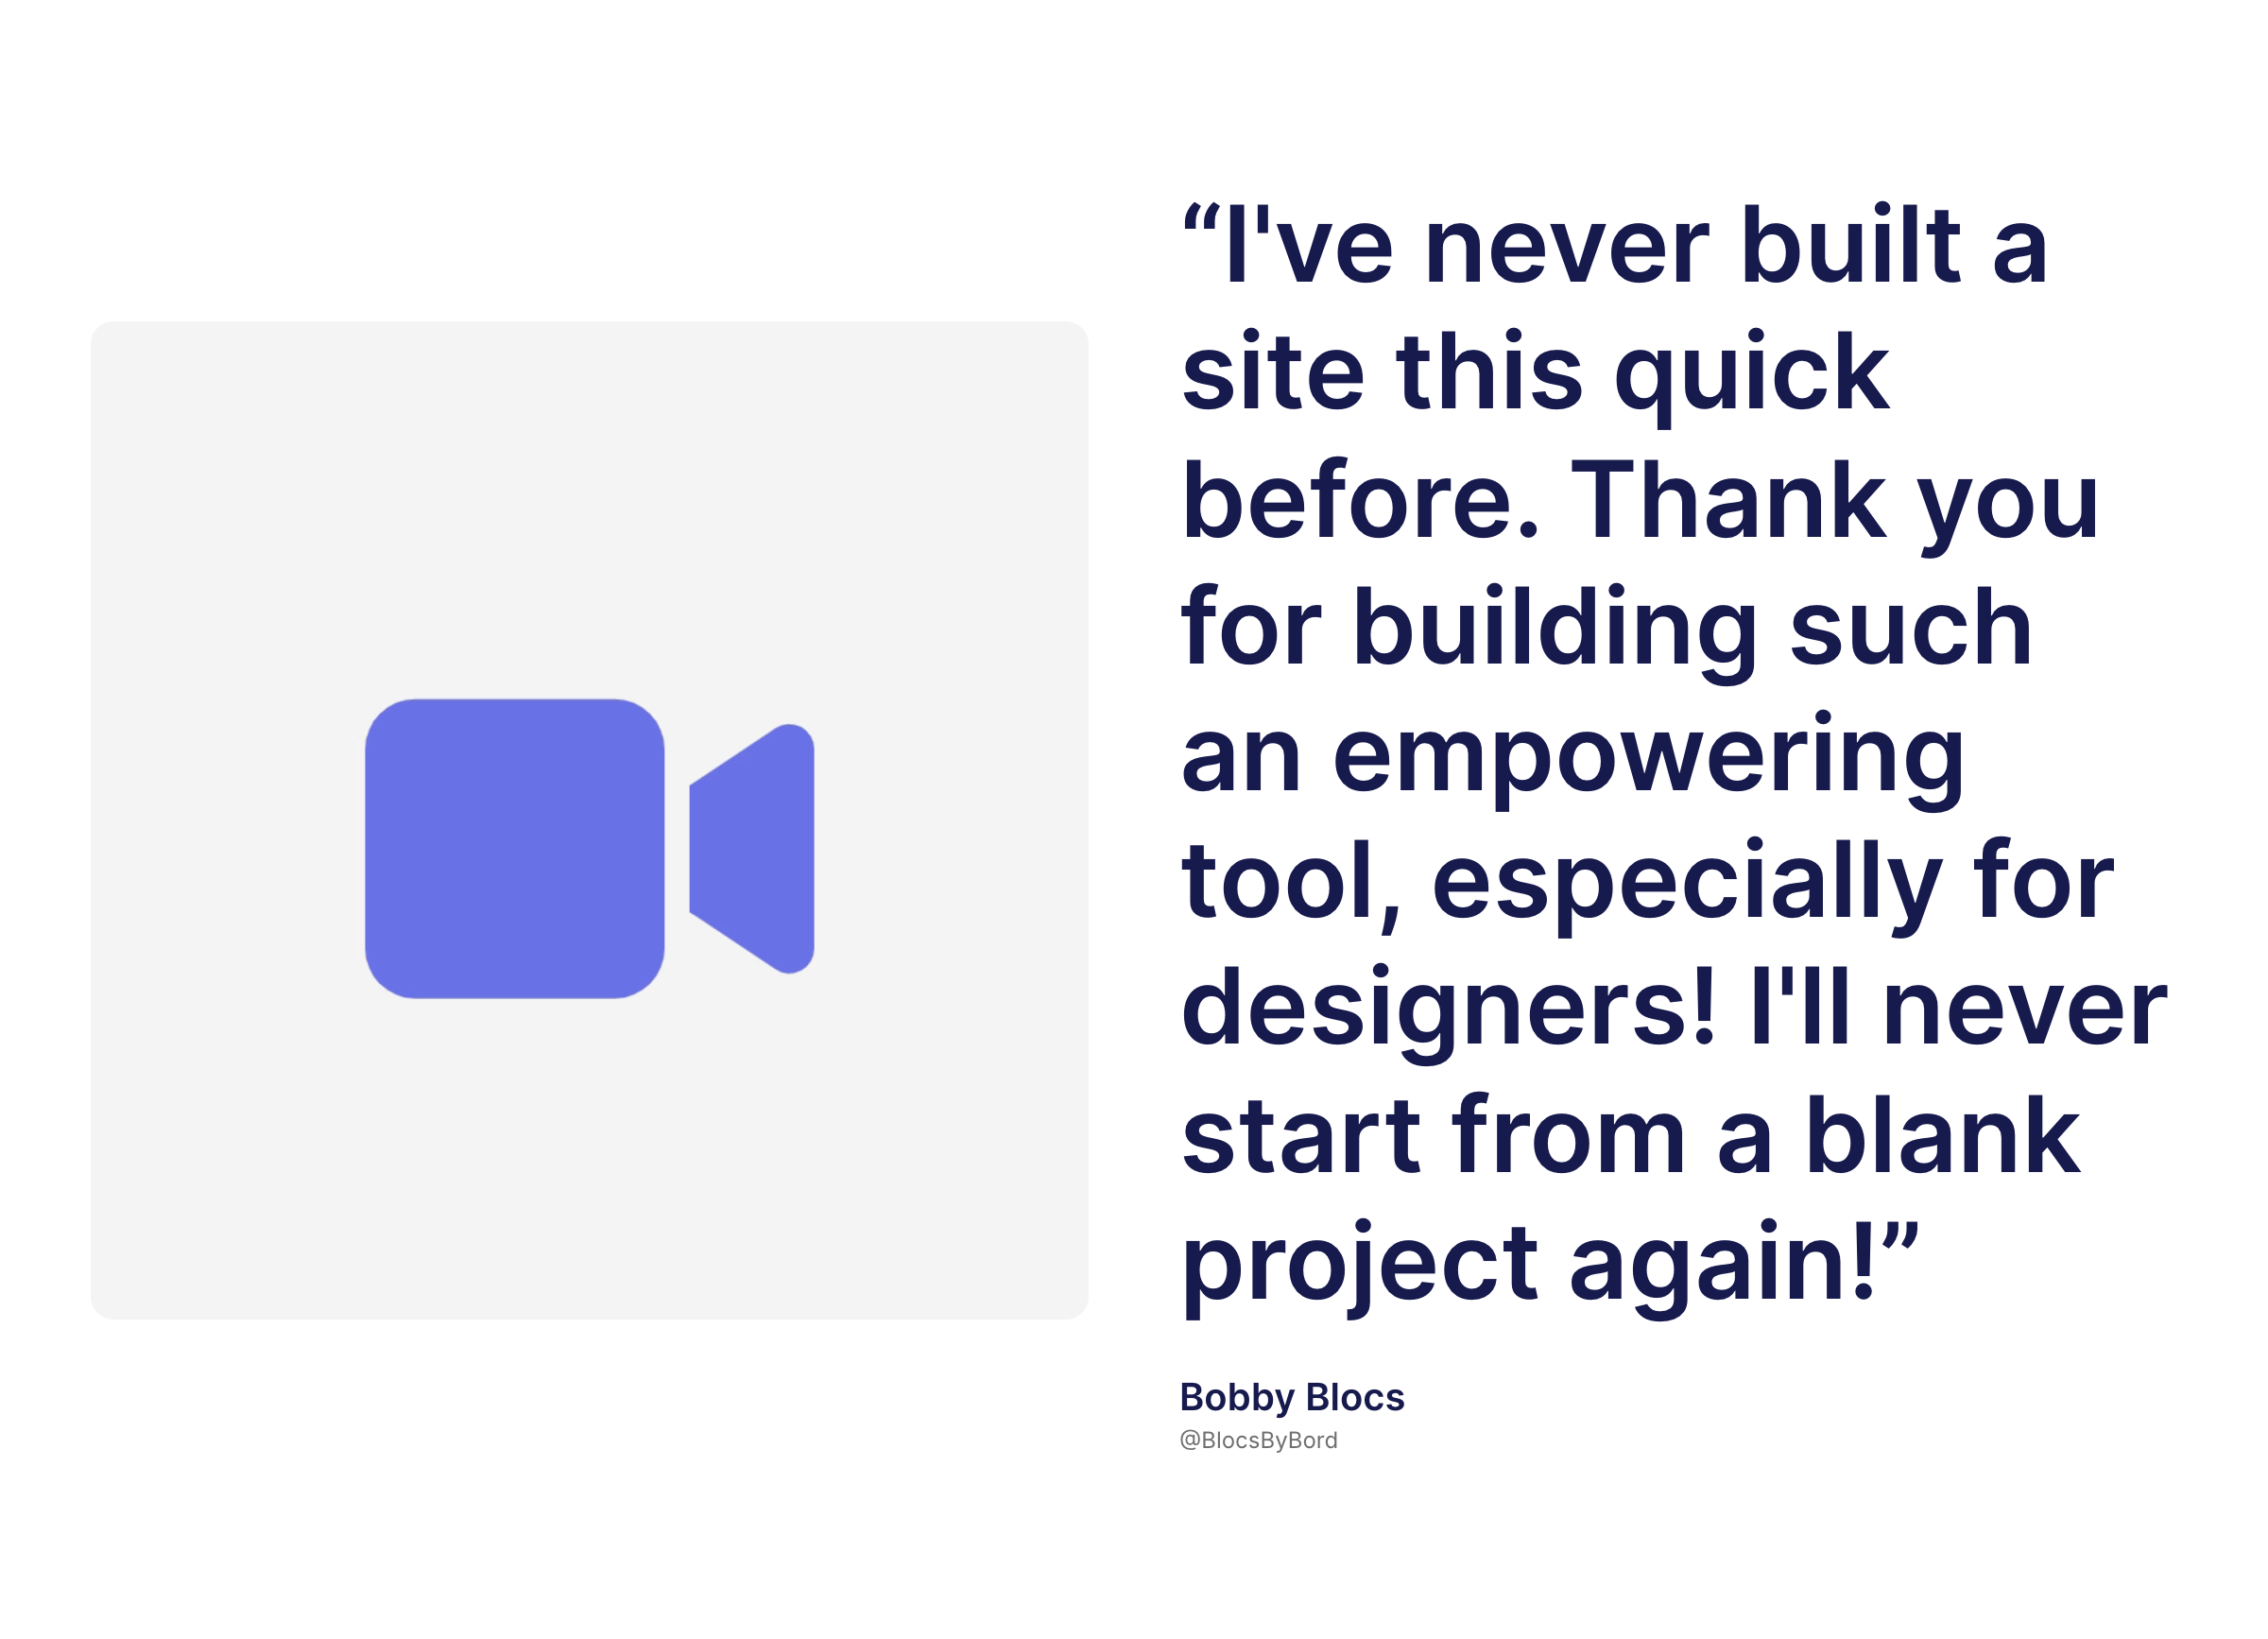 “I've never built a
site this quick
before. Thank you
for building such
an empowering
tool, especially for
designers! I'll never
start from a blank
project again!”
Bobby Blocs
@BlocsByBord